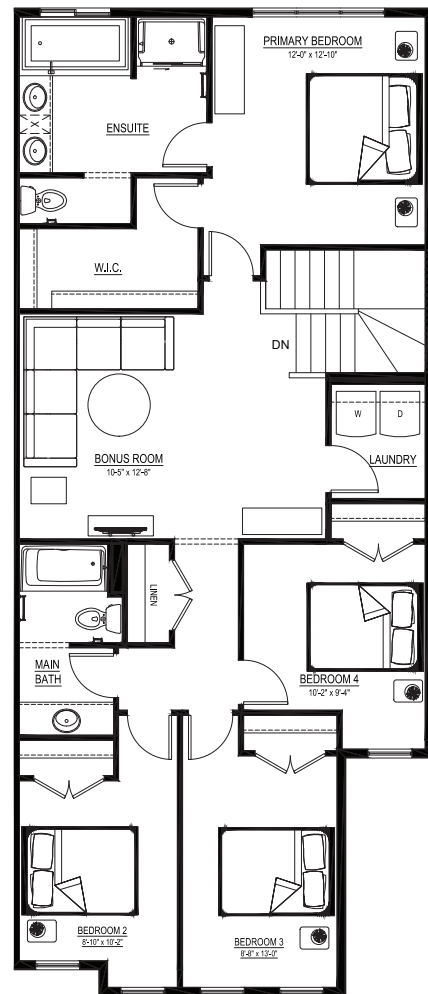 PRIMARY BEDROOM
12'-0" x 12'-10"
ENSUITE
W.I.C.
DN
W D
LAUNDRY
BONUS ROOM
10'-5" x 12'-8"
LINEN
MAIN
BATH
BEDROOM 4
10'-2" x 9'-4"
BEDROOM 2
8'-10" x 10'-2"
BEDROOM 3
8'-8" x 13'-0"